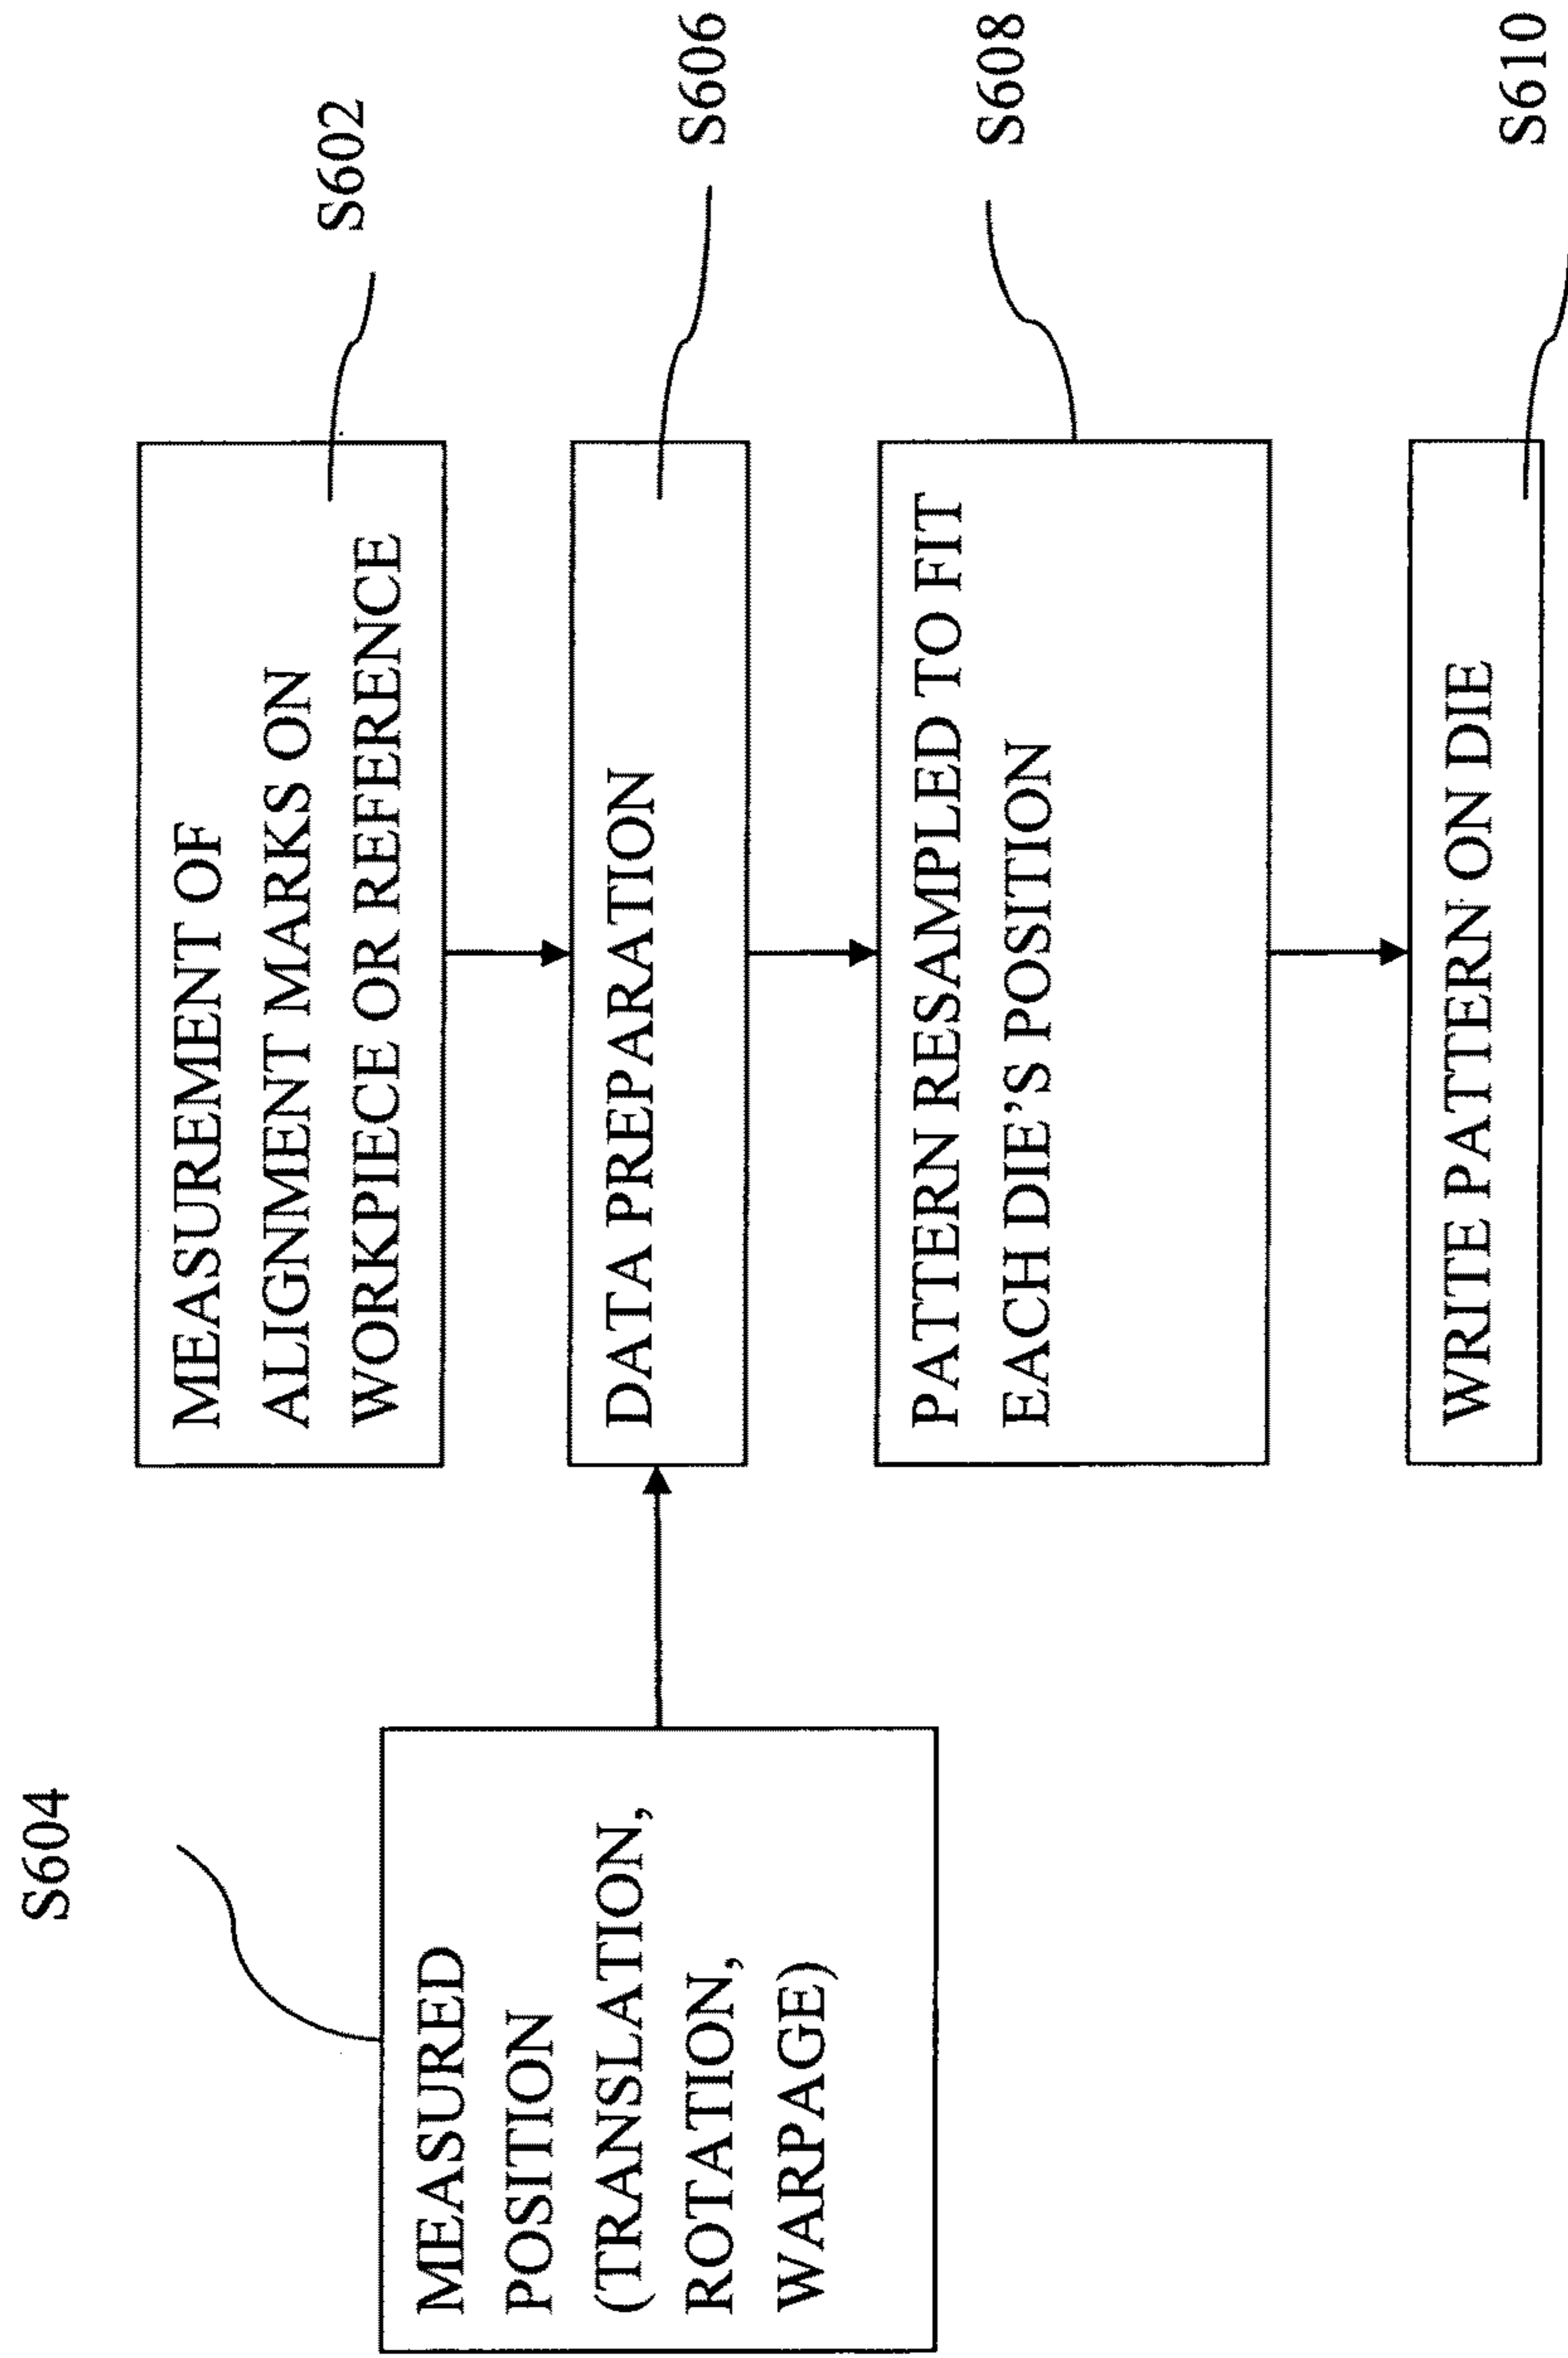 MEASUREMENT OF
ALIGNMENT MARKS ON
WORKPIECE OR REFERENCE
S602
S604
MEASURED
POSITION
(TRANSLATION,
ROTATION,
WARPAGE)
DATA PREPARATION
S606
PATTERN RESAMPLED TO FIT
EACH DIE’S POSITION
S608
WRITE PATTERN ON DIE
S610